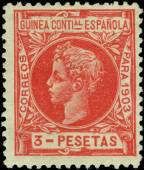 GUINEA CONTIAL ESPAÑOLA
CORREOS
PARA 1903
3 - PESETAS